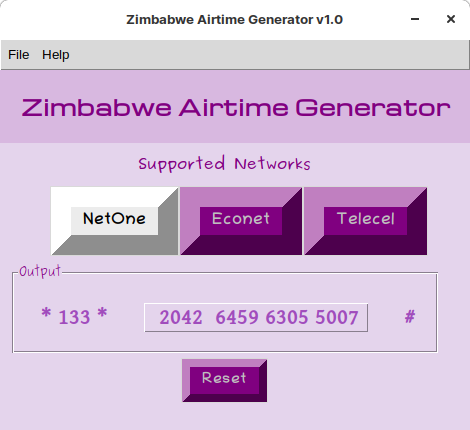 Zimbabwe Airtime Generator v1.0
File Help
Zimbabwe Airtime Generator
Supported Networks
NetOne Econet Telecel
Output
* 133 * 2042 6459 6305 5007 #
Reset